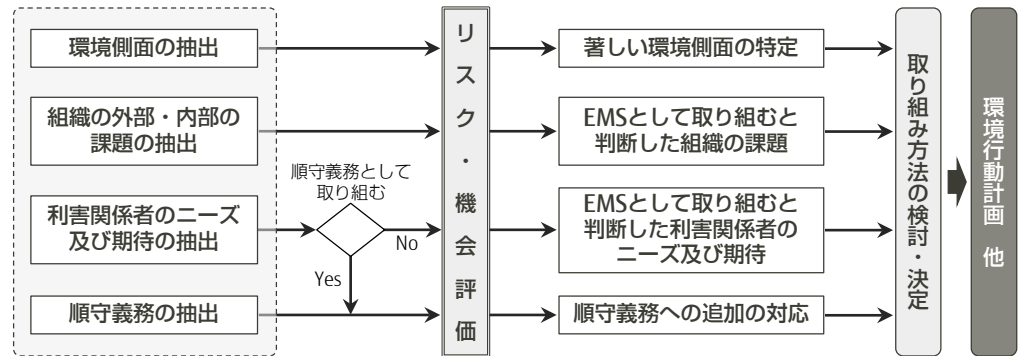 環境側面の抽出
組織の外部・内部の
課題の抽出
利害関係者のニーズ
及び期待の抽出
順守義務の抽出
順守義務として
取り組む
No
Yes
リスク・機会評価
著しい環境側面の特定
EMSとして取り組むと
判断した組織の課題
EMSとして取り組むと
判断した利害関係者の
ニーズ及び期待
順守義務への追加の対応
取り組み方法の検討・決定
環境行動計画 他